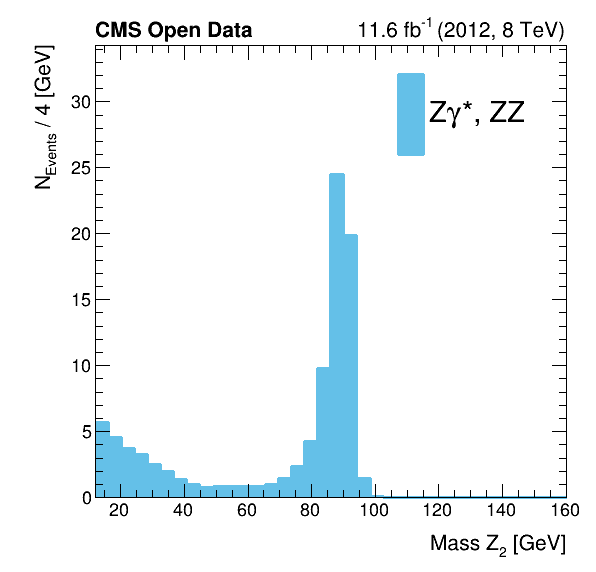 CMS Open Data
11.6 fb⁻¹ (2012, 8 TeV)
N_Events / 4 [GeV]
30
25
20
15
10
5
0
Zγ*, ZZ
20 40 60 80 100 120 140 160
Mass Z₂ [GeV]